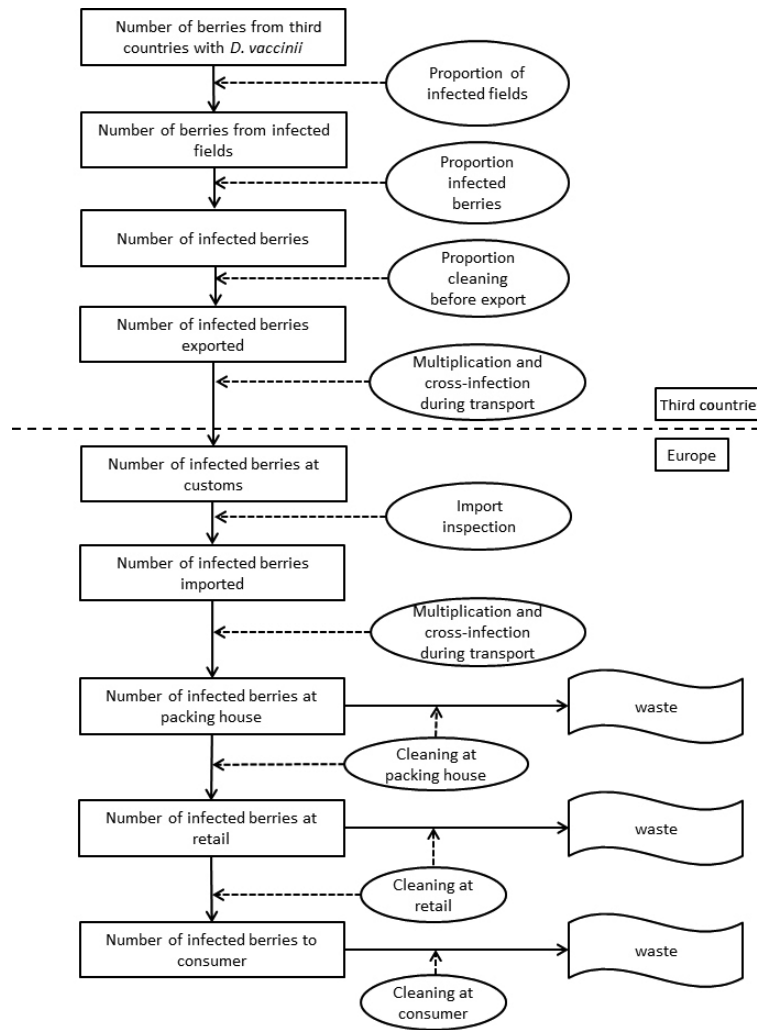 Number of berries from third
countries with D. vaccinii
Proportion of
infected fields
Number of berries from infected
fields
Proportion
infected
berries
Number of infected berries
Proportion
cleaning
before export
Number of infected berries
exported
Multiplication and
cross-infection
during transport
Third countrie
Europe
Number of infected berries at
customs
Import
inspection
Number of infected berries
imported
Multiplication and
cross-infection
during transport
Number of infected berries at
packing house
waste
Cleaning at
packing house
Number of infected berries at
retail
waste
Cleaning at
retail
Number of infected berries to
consumer
waste
Cleaning at
consumer